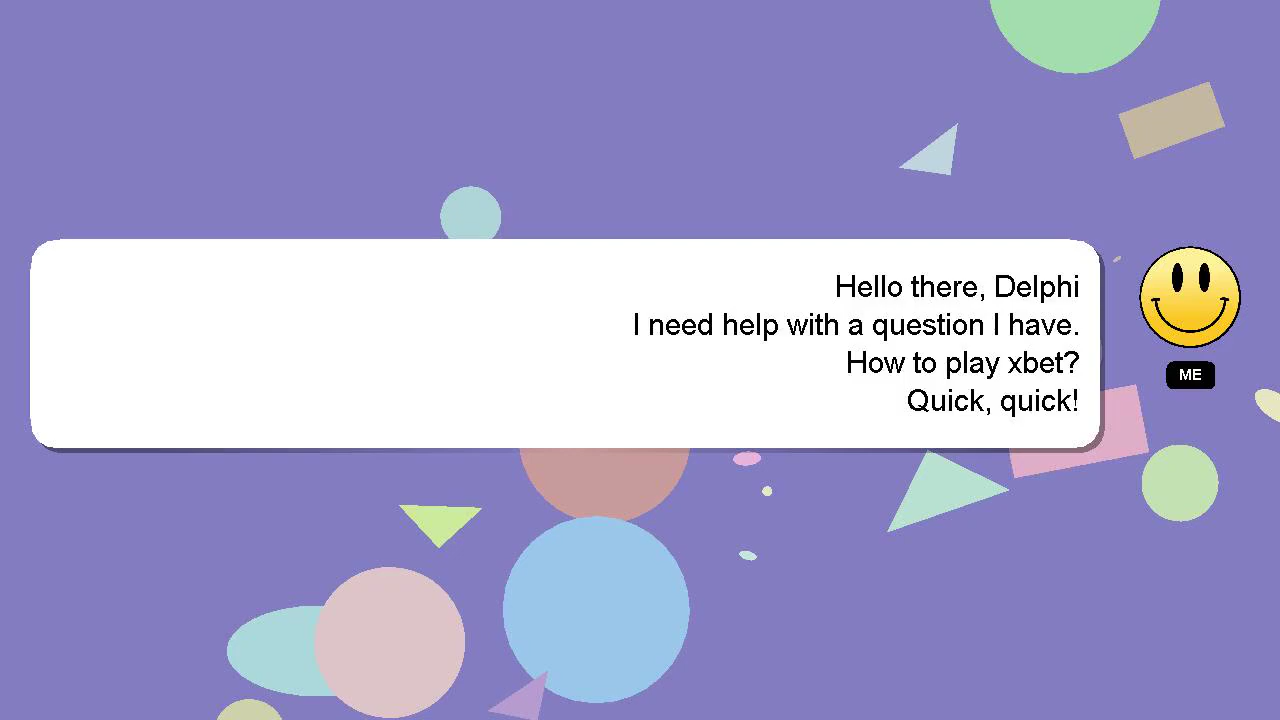 Hello there, Delphi
I need help with a question I have.
How to play xbet?
Quick, quick!
ME